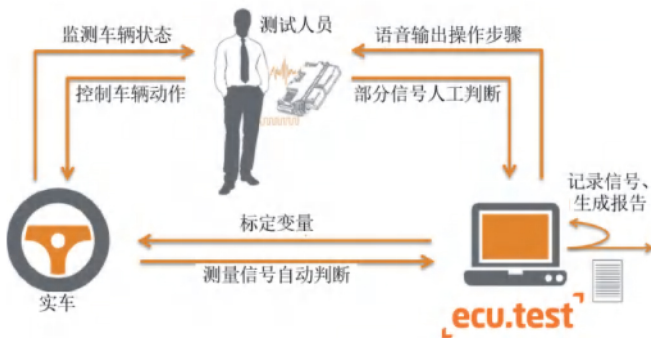 监测车辆状态
测试人员
语音输出操作步骤
控制车辆动作
部分信号人工判断
记录信号、
生成报告
标定变量
测量信号自动判断
实车
ecu.test